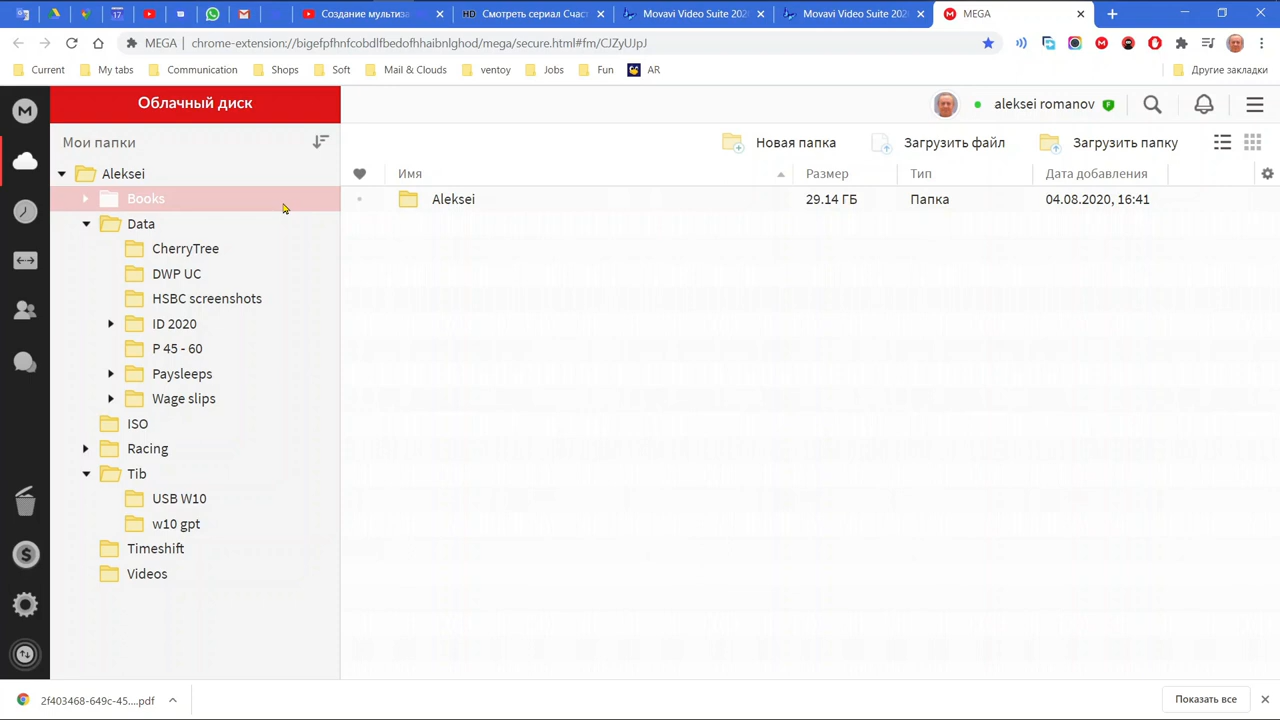 17
Создание мультиза
HD Смотреть сериал Счаст
Movavi Video Suite 202
Movavi Video Suite 202
MEGA
MEGA
chrome-extension://bigefpfhnfcobdlfbedofhhaibnlghod/mega/secure.html#fm/CJZyUJpJ
Current
My tabs
Communication
Shops
Soft
Mail & Clouds
ventoy
Jobs
Fun
AR
Другие закладки
M
Облачный диск
aleksei romanov
Мои папки
Новая папка
Загрузить файл
Загрузить папку
Aleksei
Имя
Размер
Тип
Дата добавления
Books
Aleksei
29.14 ГБ
Папка
04.08.2020, 16:41
Data
CherryTree
DWP UC
HSBC screenshots
ID 2020
P 45 - 60
Paysleeps
Wage slips
ISO
Racing
Tib
USB W10
w10 gpt
Timeshift
Videos
2f403468-649c-45....pdf
Показать все